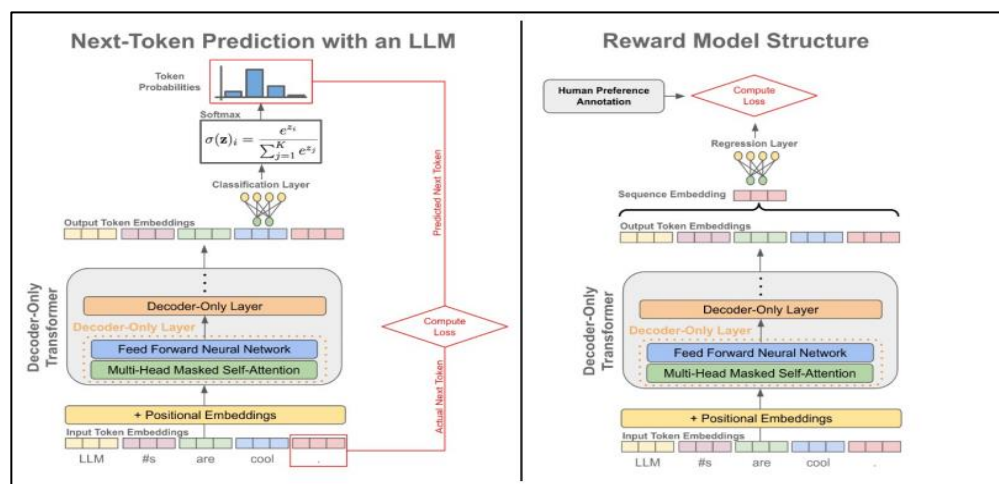 Next-Token Prediction with an LLM
Token
Probabilities
Softmax
σ(z)i = e^{z_i} / ∑_{j=1}^{K} e^{z_j}
Classification Layer
Output Token Embeddings
Decoder-Only Layer
Decoder-Only Layer
Feed Forward Neural Network
Multi-Head Masked Self-Attention
Decoder-Only
Transformer
+ Positional Embeddings
Input Token Embeddings
LLM #s are cool .
Predicted Next Token
Compute
Loss
Actual Next Token
Reward Model Structure
Human Preference
Annotation
Compute
Loss
Regression Layer
Sequence Embedding
Output Token Embeddings
Decoder-Only Layer
Decoder-Only Layer
Feed Forward Neural Network
Multi-Head Masked Self-Attention
Decoder-Only
Transformer
+ Positional Embeddings
Input Token Embeddings
LLM #s are cool .